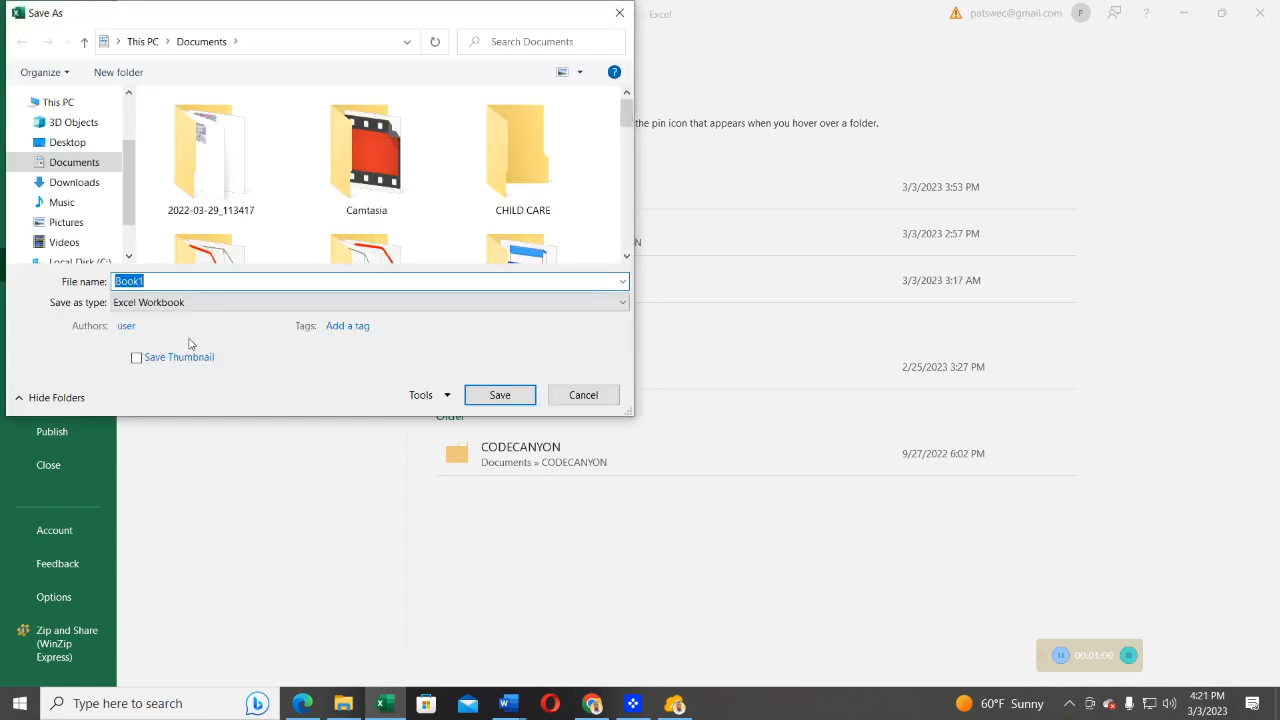 Save As
Excel
patswec@gmail.com
P
?
This PC
Documents
Search Documents
Organize
New folder
?
This PC
3D Objects
Desktop
Documents
Downloads
Music
Pictures
Videos
2022-03-29_113417
Camtasia
CHILD CARE
the pin icon that appears when you hover over a folder.
3/3/2023 3:53 PM
3/3/2023 2:57 PM
3/3/2023 3:17 AM
2/25/2023 3:27 PM
File name: Book1
Save as type: Excel Workbook
Authors: user
Tags: Add a tag
Save Thumbnail
Hide Folders
Tools
Save
Cancel
Older
CODECANYON
Documents » CODECANYON
9/27/2022 6:02 PM
Publish
Close
Account
Feedback
Options
Zip and Share
(WinZip
Express)
00:01:00
Type here to search
60°F Sunny
4:21 PM
3/3/2023